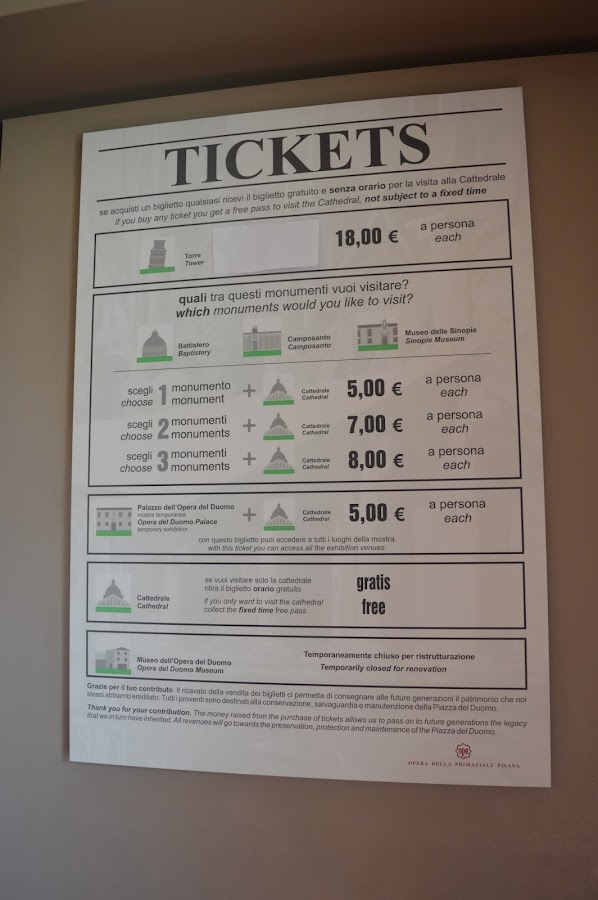 TICKETS
se acquisti un biglietto qualsiasi ricevi il biglietto gratuito e senza orario per la visita alla Cattedrale
if you buy any ticket you get a free pass to visit the Cathedral, not subject to a fixed time
Torre
Tower
18,00 €
a persona
each
quali tra questi monumenti vuoi visitare?
which monuments would you like to visit?
Battistero
Baptistery
Camposanto
Camposanto
Museo delle Sinopie
Sinopie Museum
scegli
choose
1
monumento
monument
+
Cattedrale
Cathedral
5,00 €
a persona
each
scegli
choose
2
monumenti
monuments
+
Cattedrale
Cathedral
7,00 €
a persona
each
scegli
choose
3
monumenti
monuments
+
Cattedrale
Cathedral
8,00 €
a persona
each
Palazzo dell'Opera del Duomo
mostra temporanea
Opera del Duomo Palace
temporary exhibition
+
Cattedrale
Cathedral
5,00 €
a persona
each
con questo biglietto puoi accedere a tutti i luoghi della mostra.
with this ticket you can access all the exhibition venues.
Cattedrale
Cathedral
se vuoi visitare solo la cattedrale
ritira il biglietto orario gratuito
if you only want to visit the cathedral
collect the fixed time free pass
gratis
free
Museo dell'Opera del Duomo
Opera del Duomo Museum
Temporaneamente chiuso per ristrutturazione
Temporarily closed for renovation
Grazie per il tuo contributo. Il ricavato della vendita dei biglietti ci permette di consegnare alle future generazioni il patrimonio che noi
stessi abbiamo ereditato. Tutti i proventi sono destinati alla conservazione, salvaguardia e manutenzione della Piazza del Duomo.
Thank you for your contribution. The money raised from the purchase of tickets allows us to pass on to future generations the legacy
that we in turn have inherited. All revenues will go towards the preservation, protection and maintenance of the Piazza del Duomo.
OPERA DELLA PRIMAZIALE PISANA